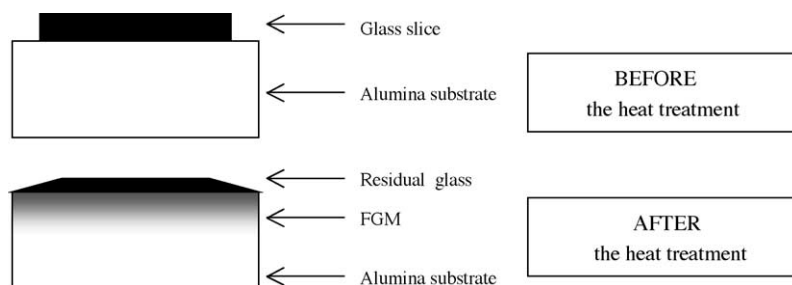 Glass slice
Alumina substrate
BEFORE
the heat treatment
Residual glass
FGM
Alumina substrate
AFTER
the heat treatment